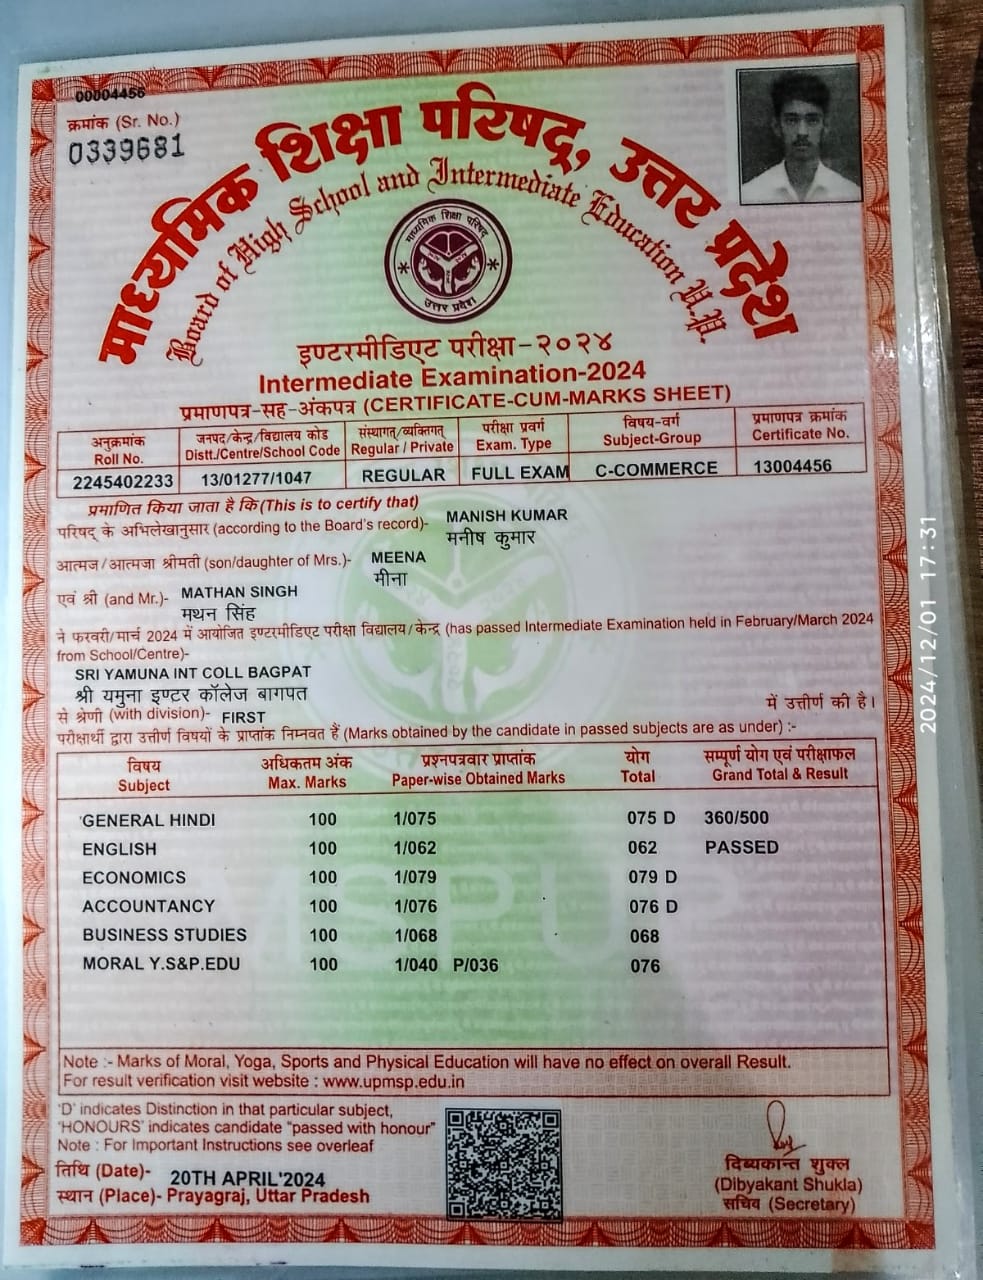 00004456
क्रमांक (Sr. No.)
0339681
माध्यमिक शिक्षा परिषद्, उत्तर प्रदेश
Board of High School and Intermediate Education U.P.
माध्यमिक शिक्षा परिषद
उत्तर प्रदेश
इण्टरमीडिएट परीक्षा-२०२४
Intermediate Examination-2024
प्रमाणपत्र-सह-अंकपत्र (CERTIFICATE-CUM-MARKS SHEET)
अनुक्रमांक जनपद/केन्द्र/विद्यालय कोड संस्थागत/व्यक्तिगत परीक्षा प्रवर्ग विषय-वर्ग प्रमाणपत्र क्रमांक
Roll No. Distt./Centre/School Code Regular / Private Exam. Type Subject-Group Certificate No.
2245402233 13/01277/1047 REGULAR FULL EXAM C-COMMERCE 13004456
प्रमाणित किया जाता है कि (This is to certify that)
परिषद् के अभिलेखानुसार (according to the Board's record)- MANISH KUMAR
मनीष कुमार
आत्मज/आत्मजा श्रीमती (son/daughter of Mrs.)- MEENA
मीना
एवं श्री (and Mr.)- MATHAN SINGH
मथन सिंह
ने फरवरी/मार्च 2024 में आयोजित इण्टरमीडिएट परीक्षा विद्यालय/केन्द्र (has passed Intermediate Examination held in February/March 2024
from School/Centre)-
SRI YAMUNA INT COLL BAGPAT
श्री यमुना इण्टर कॉलेज बागपत में उत्तीर्ण की है।
से श्रेणी (with division)- FIRST
परीक्षार्थी द्वारा उत्तीर्ण विषयों के प्राप्तांक निम्नवत हैं (Marks obtained by the candidate in passed subjects are as under) :-
विषय अधिकतम अंक प्रश्नपत्रवार प्राप्तांक योग सम्पूर्ण योग एवं परीक्षाफल
Subject Max. Marks Paper-wise Obtained Marks Total Grand Total & Result
GENERAL HINDI 100 1/075 075 D 360/500
ENGLISH 100 1/062 062 PASSED
ECONOMICS 100 1/079 079 D
ACCOUNTANCY 100 1/076 076 D
BUSINESS STUDIES 100 1/068 068
MORAL Y.S&P.EDU 100 1/040 P/036 076
Note :- Marks of Moral, Yoga, Sports and Physical Education will have no effect on overall Result.
For result verification visit website : www.upmsp.edu.in
'D' indicates Distinction in that particular subject,
'HONOURS' indicates candidate "passed with honour"
Note : For Important Instructions see overleaf
तिथि (Date)- 20TH APRIL'2024
स्थान (Place)- Prayagraj, Uttar Pradesh
दिब्यकान्त शुक्ल
(Dibyakant Shukla)
सचिव (Secretary)
2024/12/01 17:31